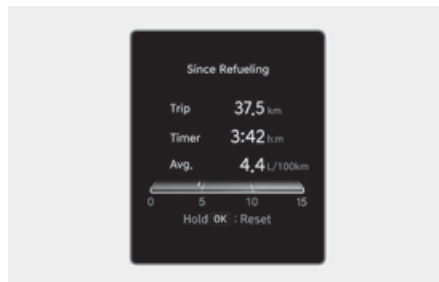 Since Refueling
Trip 37.5 km
Timer 3:42 h:m
Avg. 4.4 L/100km
0 5 10 15
Hold OK : Reset